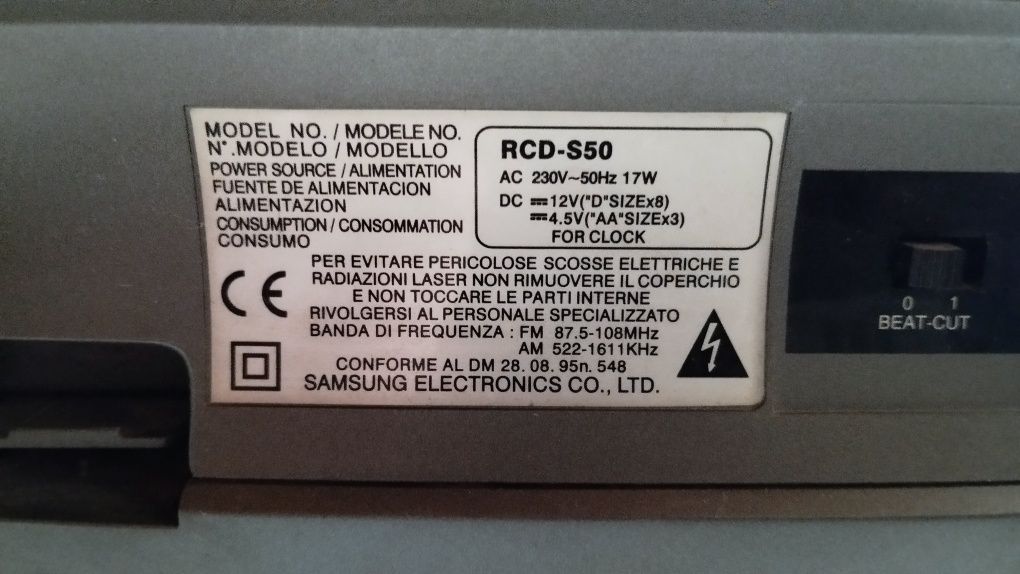 MODEL NO. / MODELE NO.
N°.MODELO / MODELLO
POWER SOURCE / ALIMENTATION
FUENTE DE ALIMENTACION
ALIMENTAZION
CONSUMPTION / CONSOMMATION
CONSUMO
RCD-S50
AC 230V~50Hz 17W
DC ⎓12V("D"SIZEx8)
⎓4.5V("AA"SIZEx3)
FOR CLOCK
CE
PER EVITARE PERICOLOSE SCOSSE ELETTRICHE E
RADIAZIONI LASER NON RIMUOVERE IL COPERCHIO
E NON TOCCARE LE PARTI INTERNE
RIVOLGERSI AL PERSONALE SPECIALIZZATO
BANDA DI FREQUENZA : FM 87.5-108MHz
AM 522-1611KHz
CONFORME AL DM 28. 08. 95n. 548
SAMSUNG ELECTRONICS CO., LTD.
0 1
BEAT-CUT